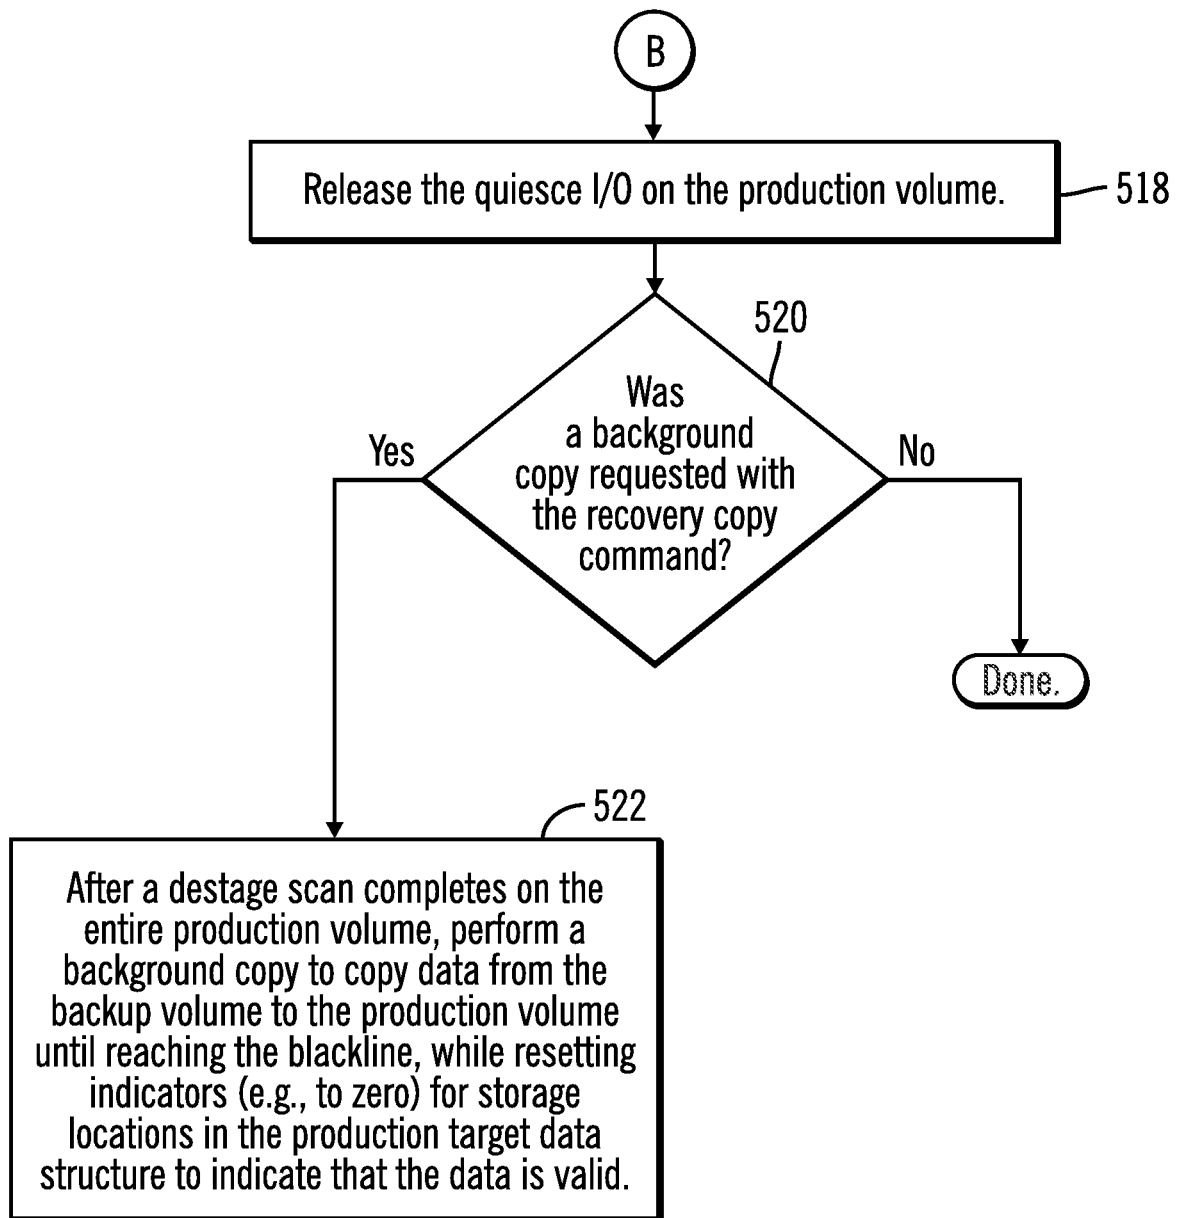 B
Release the quiesce I/O on the production volume.
518
520
Was
a background
copy requested with
the recovery copy
command?
Yes
No
Done.
522
After a destage scan completes on the
entire production volume, perform a
background copy to copy data from the
backup volume to the production volume
until reaching the blackline, while resetting
indicators (e.g., to zero) for storage
locations in the production target data
structure to indicate that the data is valid.